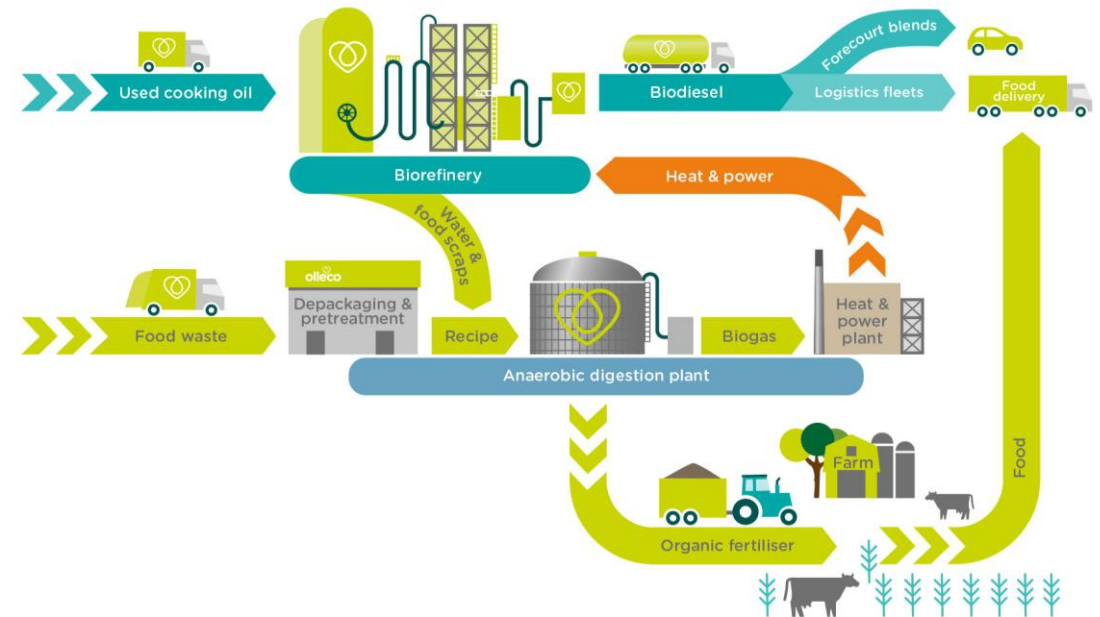 Used cooking oil
Biodiesel
Forecourt blends
Logistics fleets
Food
delivery
Biorefinery
Heat & power
Water &
food scraps
olleco
Depackaging &
pretreatment
Food waste
Recipe
Biogas
Heat &
power
plant
Anaerobic digestion plant
Farm
Food
Organic fertiliser